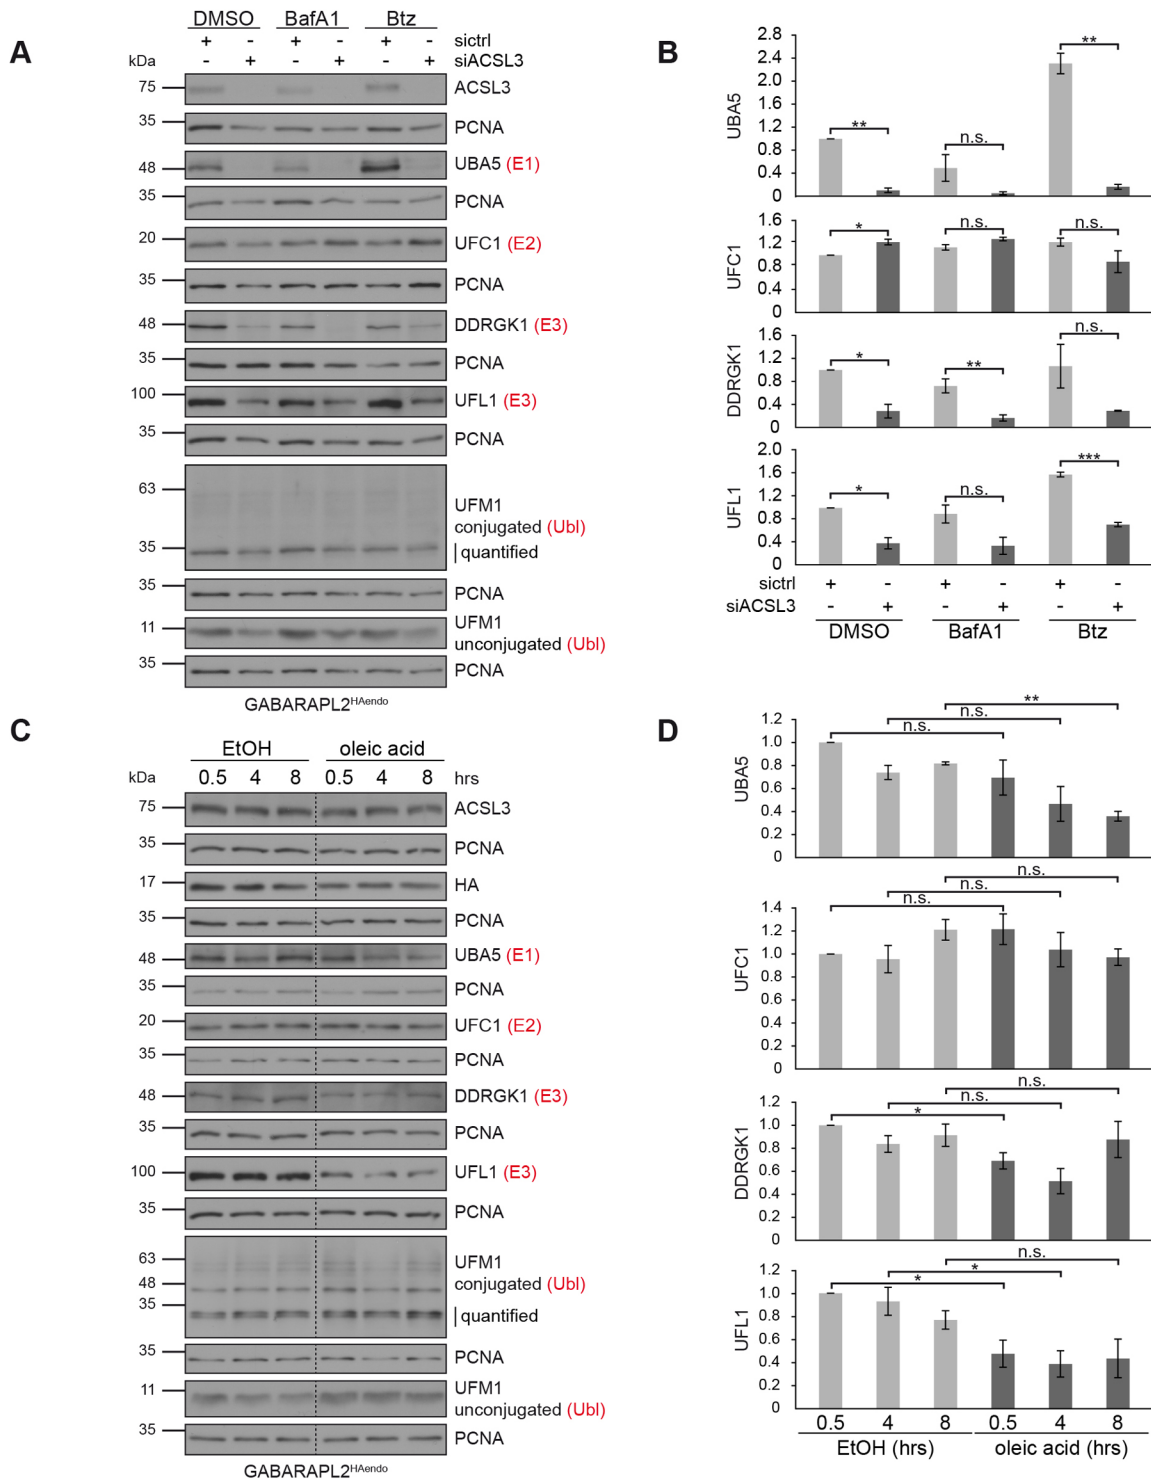 A
DMSO BafA1 Btz
+ - + - + - sictrl
kDa - + - + - + siACSL3
75 ACSL3
35 PCNA
48 UBA5 (E1)
35 PCNA
20 UFC1 (E2)
35 PCNA
48 DDRGK1 (E3)
35 PCNA
100 UFL1 (E3)
35 PCNA
63
UFM1
conjugated (Ubl)
35 quantified
35 PCNA
11 UFM1
unconjugated (Ubl)
35 PCNA
GABARAPL2HAendo
B
UBA5
2.8
2.4
2.0
1.6
1.2
0.8
0.4
0
** n.s. **
UFC1
1.6
1.2
0.8
0.4
0
* n.s. n.s.
DDRGK1
1.6
1.2
0.8
0.4
0
* ** n.s.
UFL1
2.0
1.6
1.2
0.8
0.4
0
* n.s. ***
sictrl + - + - + -
siACSL3 - + - + - +
DMSO BafA1 Btz
C
EtOH oleic acid
kDa 0.5 4 8 0.5 4 8 hrs
75 ACSL3
35 PCNA
17 HA
35 PCNA
48 UBA5 (E1)
35 PCNA
20 UFC1 (E2)
35 PCNA
48 DDRGK1 (E3)
35 PCNA
100 UFL1 (E3)
35 PCNA
63 UFM1
48 conjugated (Ubl)
35 quantified
35 PCNA
11 UFM1
unconjugated (Ubl)
35 PCNA
GABARAPL2HAendo
D
UBA5
1.2
1.0
0.8
0.6
0.4
0.2
0
**
n.s.
n.s.
UFC1
1.4
1.2
1.0
0.8
0.6
0.4
0.2
0
n.s.
n.s.
n.s.
DDRGK1
1.2
1.0
0.8
0.6
0.4
0.2
0
n.s.
n.s.
*
UFL1
1.0
0.8
0.6
0.4
0.2
0
n.s.
*
*
0.5 4 8 0.5 4 8
EtOH (hrs) oleic acid (hrs)